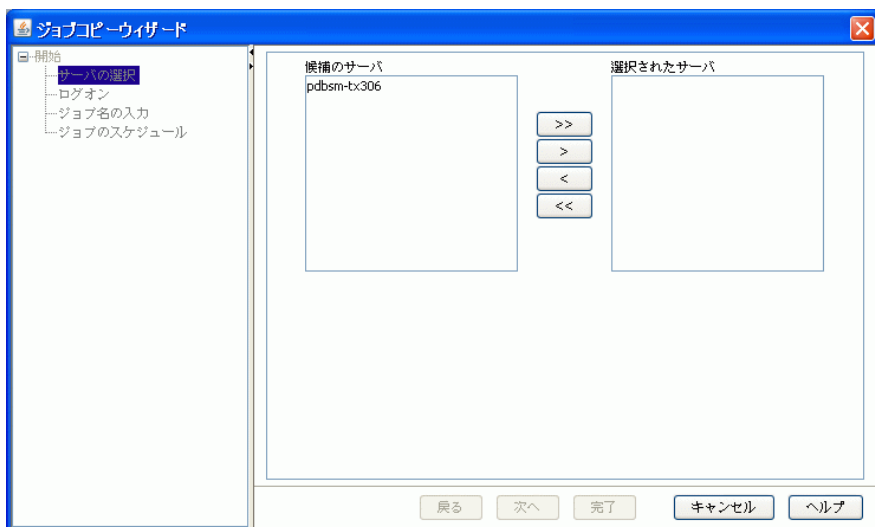 ジョブコピーウィザード
開始
サーバの選択
ログオン
ジョブ名の入力
ジョブのスケジュール
候補のサーバ
pdbsm-tx306
選択されたサーバ
>>
>
<
<<
戻る
次へ
完了
キャンセル
ヘルプ